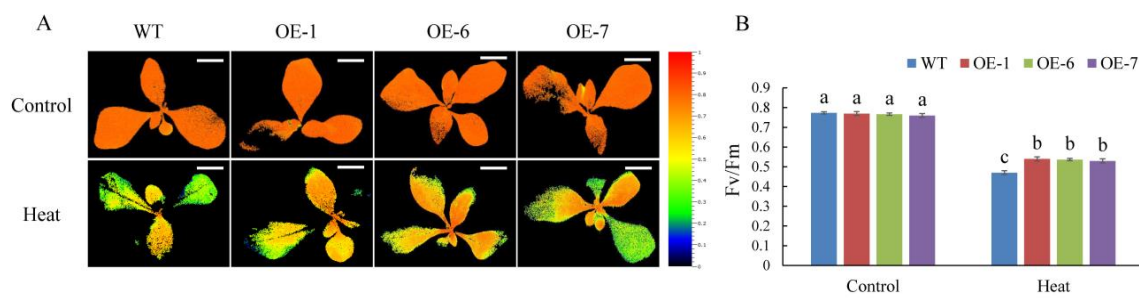 A
WT OE-1 OE-6 OE-7
Control
Heat
1
0.9
0.8
0.7
0.6
0.5
0.4
0.3
0.2
0.1
0
B
WT OE-1 OE-6 OE-7
Fv/Fm
0.9
0.8
0.7
0.6
0.5
0.4
0.3
0.2
0.1
0
a a a a
c b b b
Control Heat